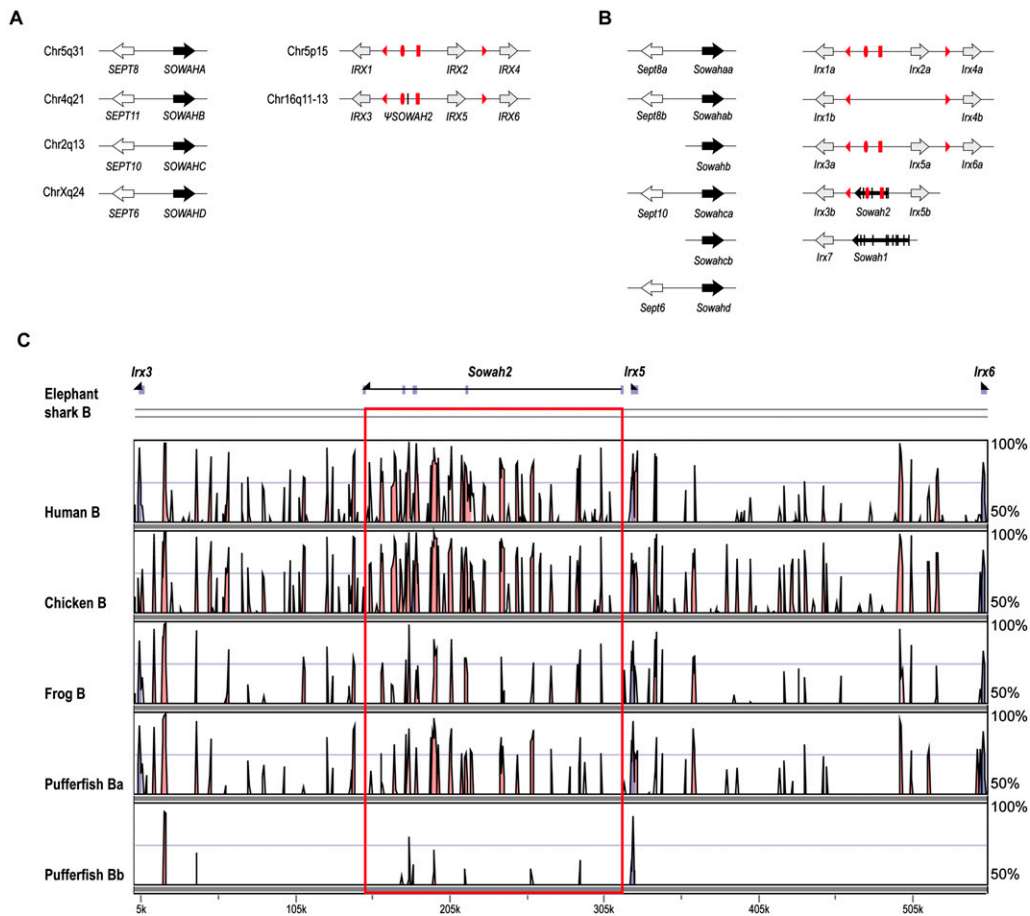 A
Chr5q31
SEPT8 SOWAHA
Chr4q21
SEPT11 SOWAHB
Chr2q13
SEPT10 SOWAHC
ChrXq24
SEPT6 SOWAHD
Chr5p15
IRX1 IRX2 IRX4
Chr16q11-13
IRX3 ΨSOWAH2 IRX5 IRX6
B
Sept8a Sowahaa
Sept8b Sowahab
Sowahb
Sept10 Sowahca
Sowahcb
Sept6 Sowahd
Irx1a Irx2a Irx4a
Irx1b Irx4b
Irx3a Irx5a Irx6a
Irx3b Sowah2 Irx5b
Irx7 Sowah1
C
Irx3 Sowah2 Irx5 Irx6
Elephant
shark B
100%
Human B 50%
100%
Chicken B 50%
100%
Frog B 50%
100%
Pufferfish Ba 50%
Pufferfish Bb 50%
5k 105k 205k 305k 405k 505k